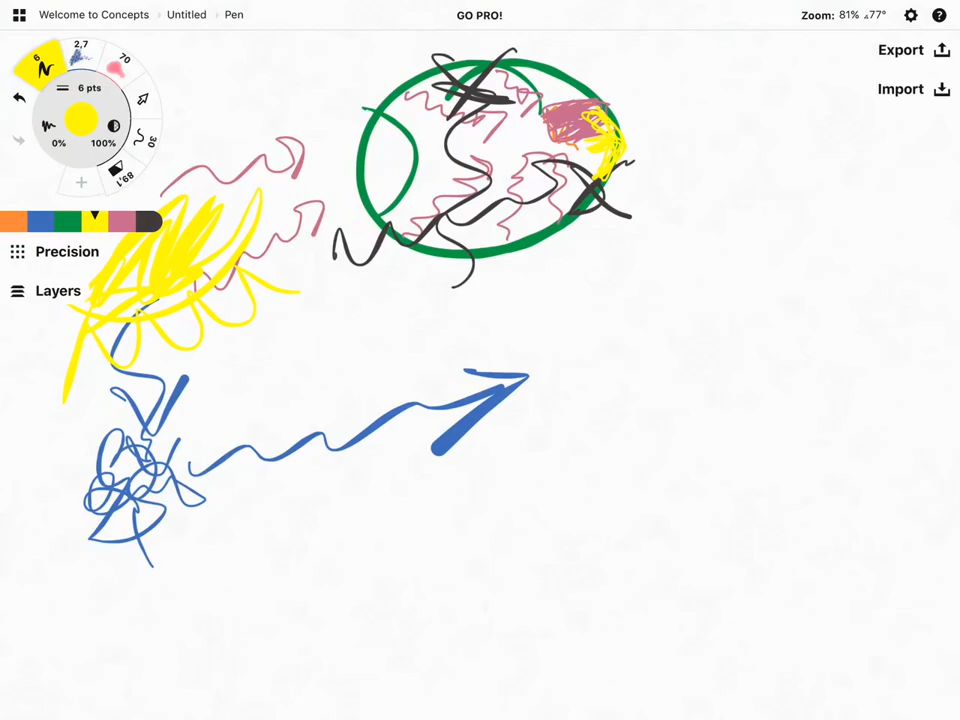 Welcome to Concepts › Untitled › Pen
GO PRO!
Zoom: 81% ⊿77°
Export
Import
6
2,7
70
6 pts
30
0%
100%
89,1
Precision
Layers